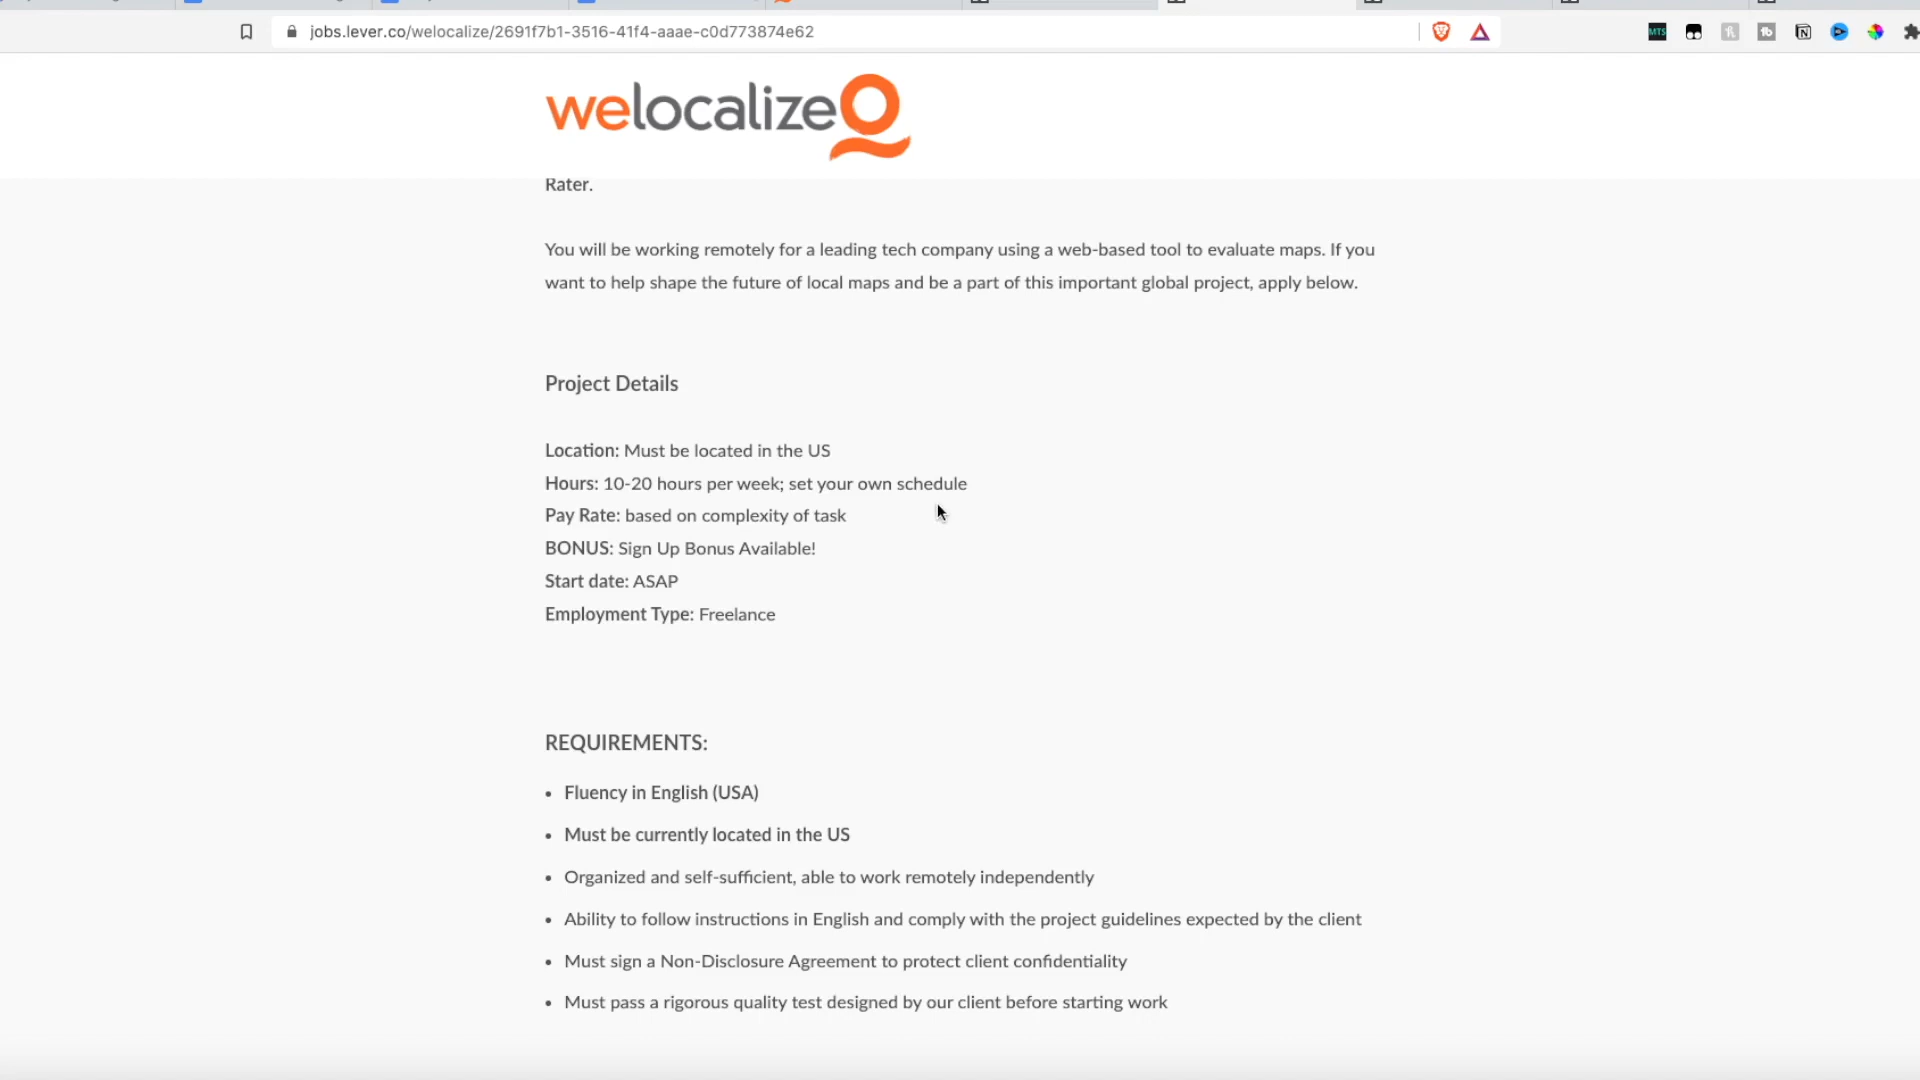 jobs.lever.co/welocalize/2691f7b1-3516-41f4-aaae-c0d773874e62
MTS
welocalize
Rater.
You will be working remotely for a leading tech company using a web-based tool to evaluate maps. If you
want to help shape the future of local maps and be a part of this important global project, apply below.
Project Details
Location: Must be located in the US
Hours: 10-20 hours per week; set your own schedule
Pay Rate: based on complexity of task
BONUS: Sign Up Bonus Available!
Start date: ASAP
Employment Type: Freelance
REQUIREMENTS:
• Fluency in English (USA)
• Must be currently located in the US
• Organized and self-sufficient, able to work remotely independently
• Ability to follow instructions in English and comply with the project guidelines expected by the client
• Must sign a Non-Disclosure Agreement to protect client confidentiality
• Must pass a rigorous quality test designed by our client before starting work